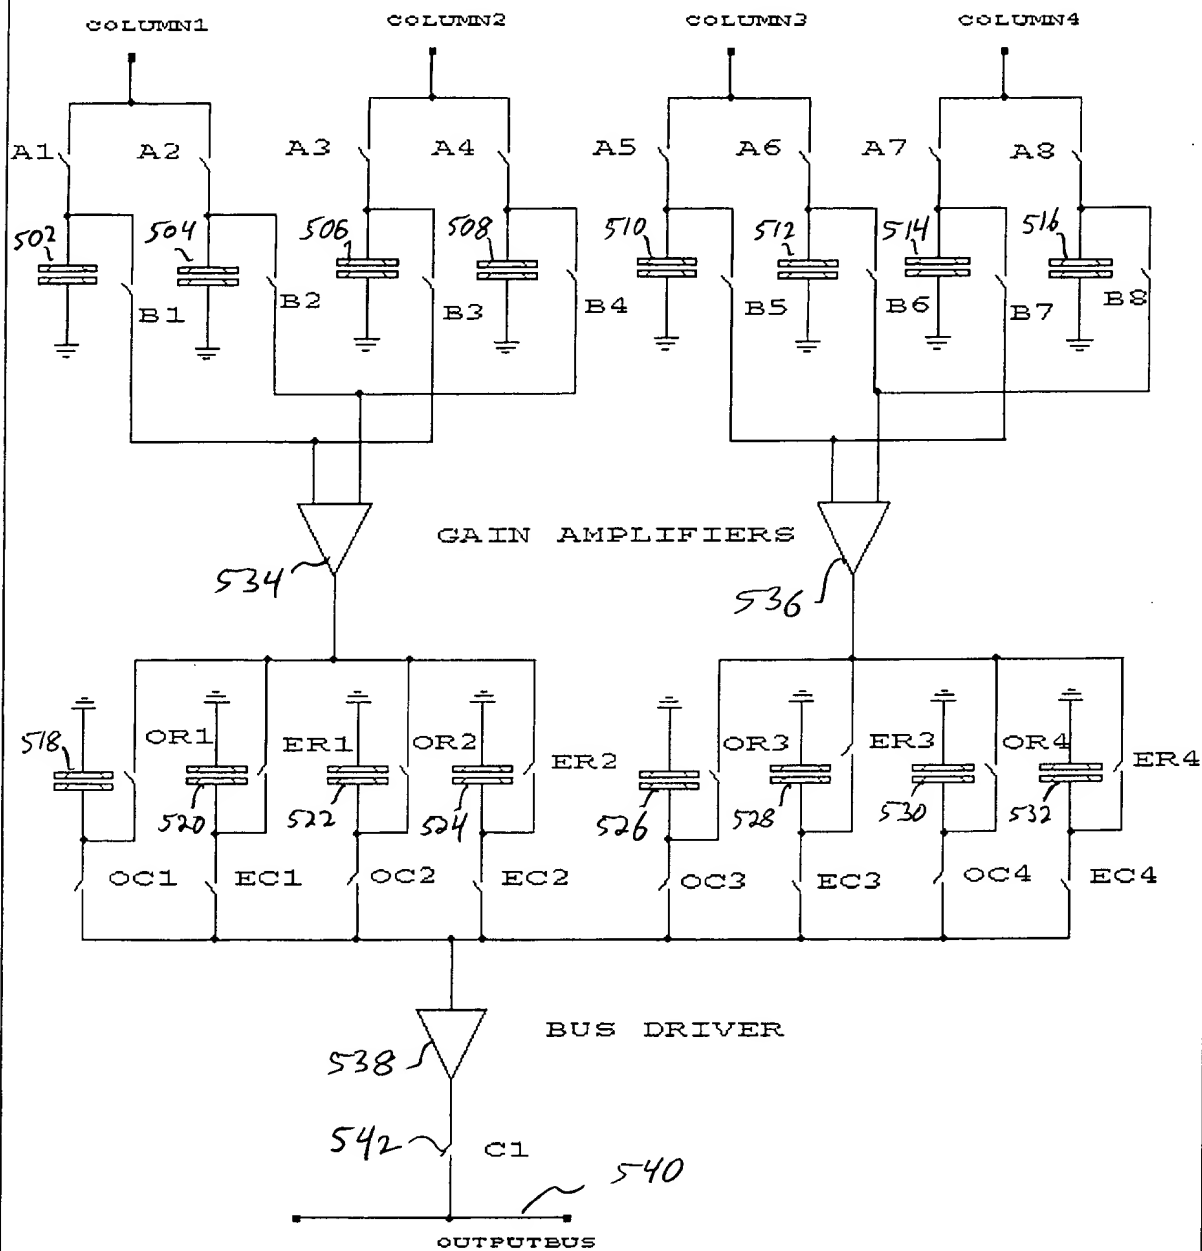 COLUMN1 COLUMN2 COLUMN3 COLUMN4
A1 A2 A3 A4 A5 A6 A7 A8
502 504 506 508 510 512 514 516
B1 B2 B3 B4 B5 B6 B7 B8
GAIN AMPLIFIERS
534 536
518 OR1 ER1 OR2 ER2 OR3 ER3 OR4 ER4
520 522 524 526 528 530 532
OC1 EC1 OC2 EC2 OC3 EC3 OC4 EC4
BUS DRIVER
538
542 C1
540
OUTPUTBUS